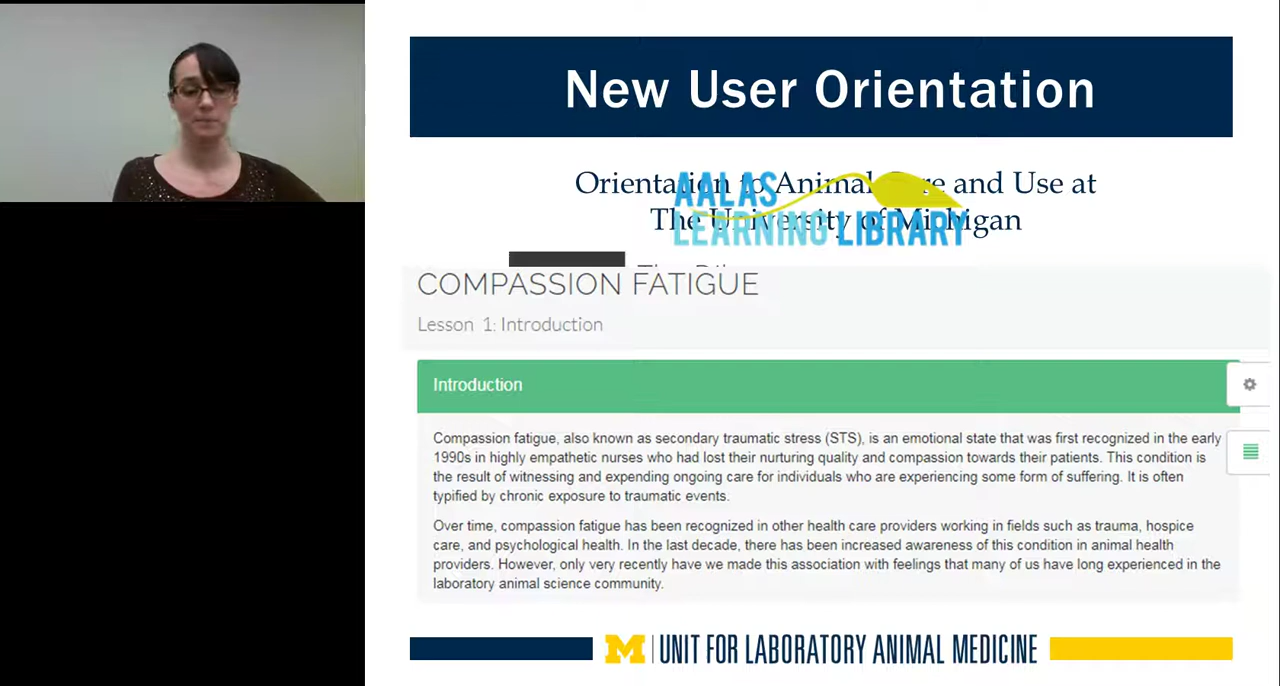 New User Orientation
Orientation to Animal Care and Use at
The University of Michigan
AALAS
LEARNING LIBRARY
COMPASSION FATIGUE
Lesson 1: Introduction
Introduction
Compassion fatigue, also known as secondary traumatic stress (STS), is an emotional state that was first recognized in the early
1990s in highly empathetic nurses who had lost their nurturing quality and compassion towards their patients. This condition is
the result of witnessing and expending ongoing care for individuals who are experiencing some form of suffering. It is often
typified by chronic exposure to traumatic events.
Over time, compassion fatigue has been recognized in other health care providers working in fields such as trauma, hospice
care, and psychological health. In the last decade, there has been increased awareness of this condition in animal health
providers. However, only very recently have we made this association with feelings that many of us have long experienced in the
laboratory animal science community.
M UNIT FOR LABORATORY ANIMAL MEDICINE